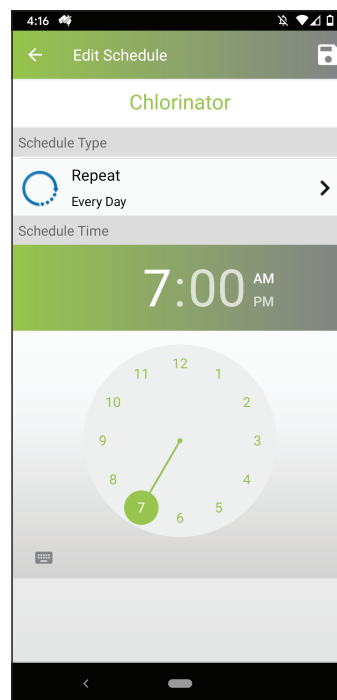 4:16
Edit Schedule
Chlorinator
Schedule Type
Repeat
Every Day
Schedule Time
7:00 AM
PM
12
11 1
10 2
9 3
8 4
7 5
6